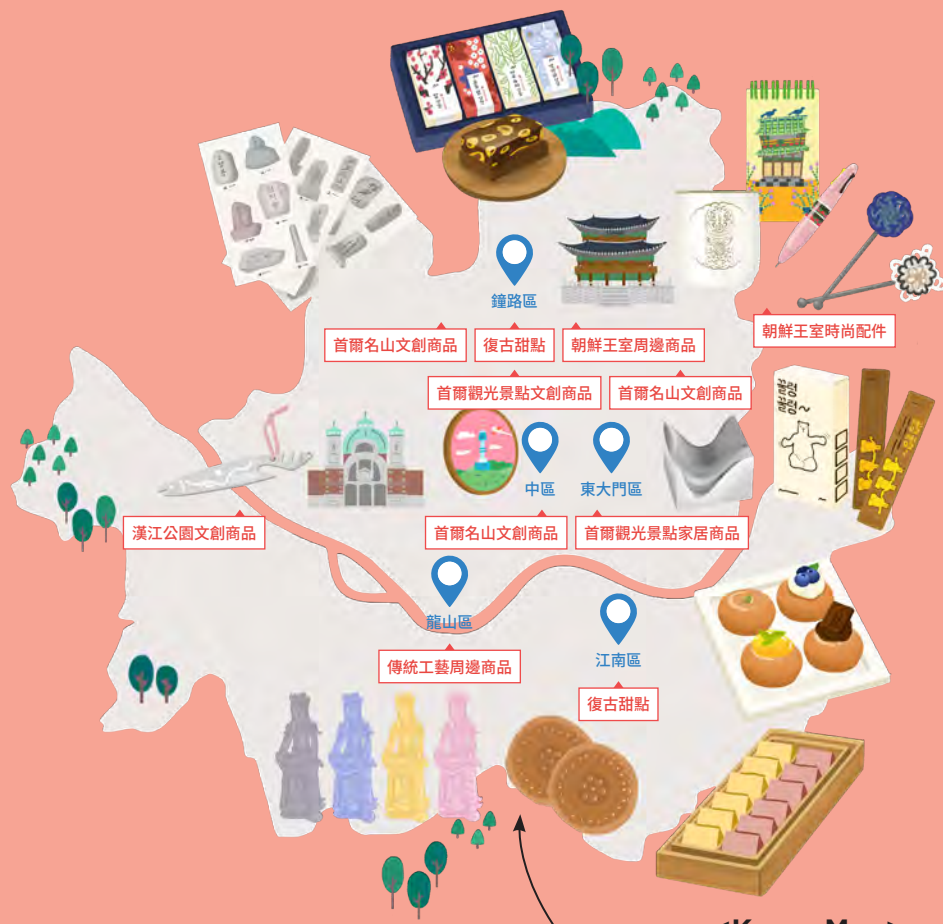 鐘路區
朝鮮王室時尚配件
首爾名山文創商品
復古甜點
朝鮮王室周邊商品
首爾觀光景點文創商品
首爾名山文創商品
中區
東大門區
漢江公園文創商品
首爾名山文創商品
首爾觀光景點家居商品
龍山區
傳統工藝周邊商品
江南區
復古甜點